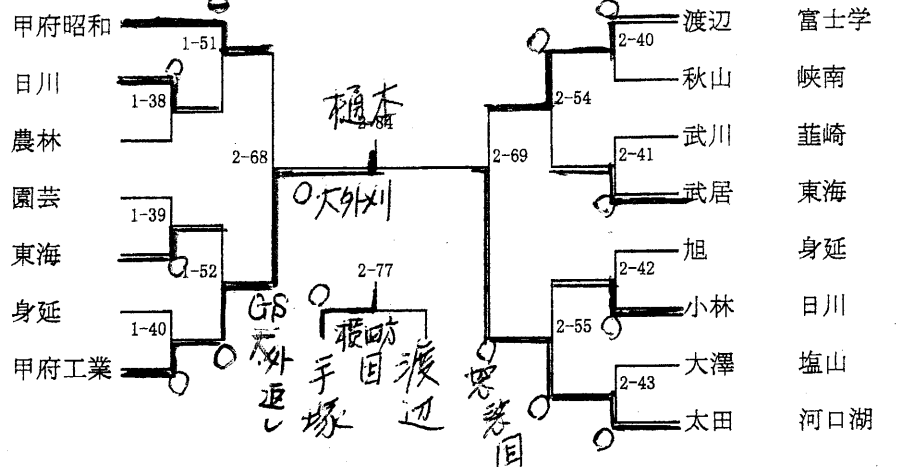 甲府昭和
日川
農林
園芸
東海
身延
甲府工業
1-51
1-38
1-39
1-52
1-40
2-68
樋本
大外刈
GS
大外返し
2-77
横四方固
手塚
渡辺
袈裟固
2-69
2-54
2-55
2-40
2-41
2-42
2-43
渡辺 富士学
秋山 峡南
武川 韮崎
武居 東海
旭 身延
小林 日川
大澤 塩山
太田 河口湖